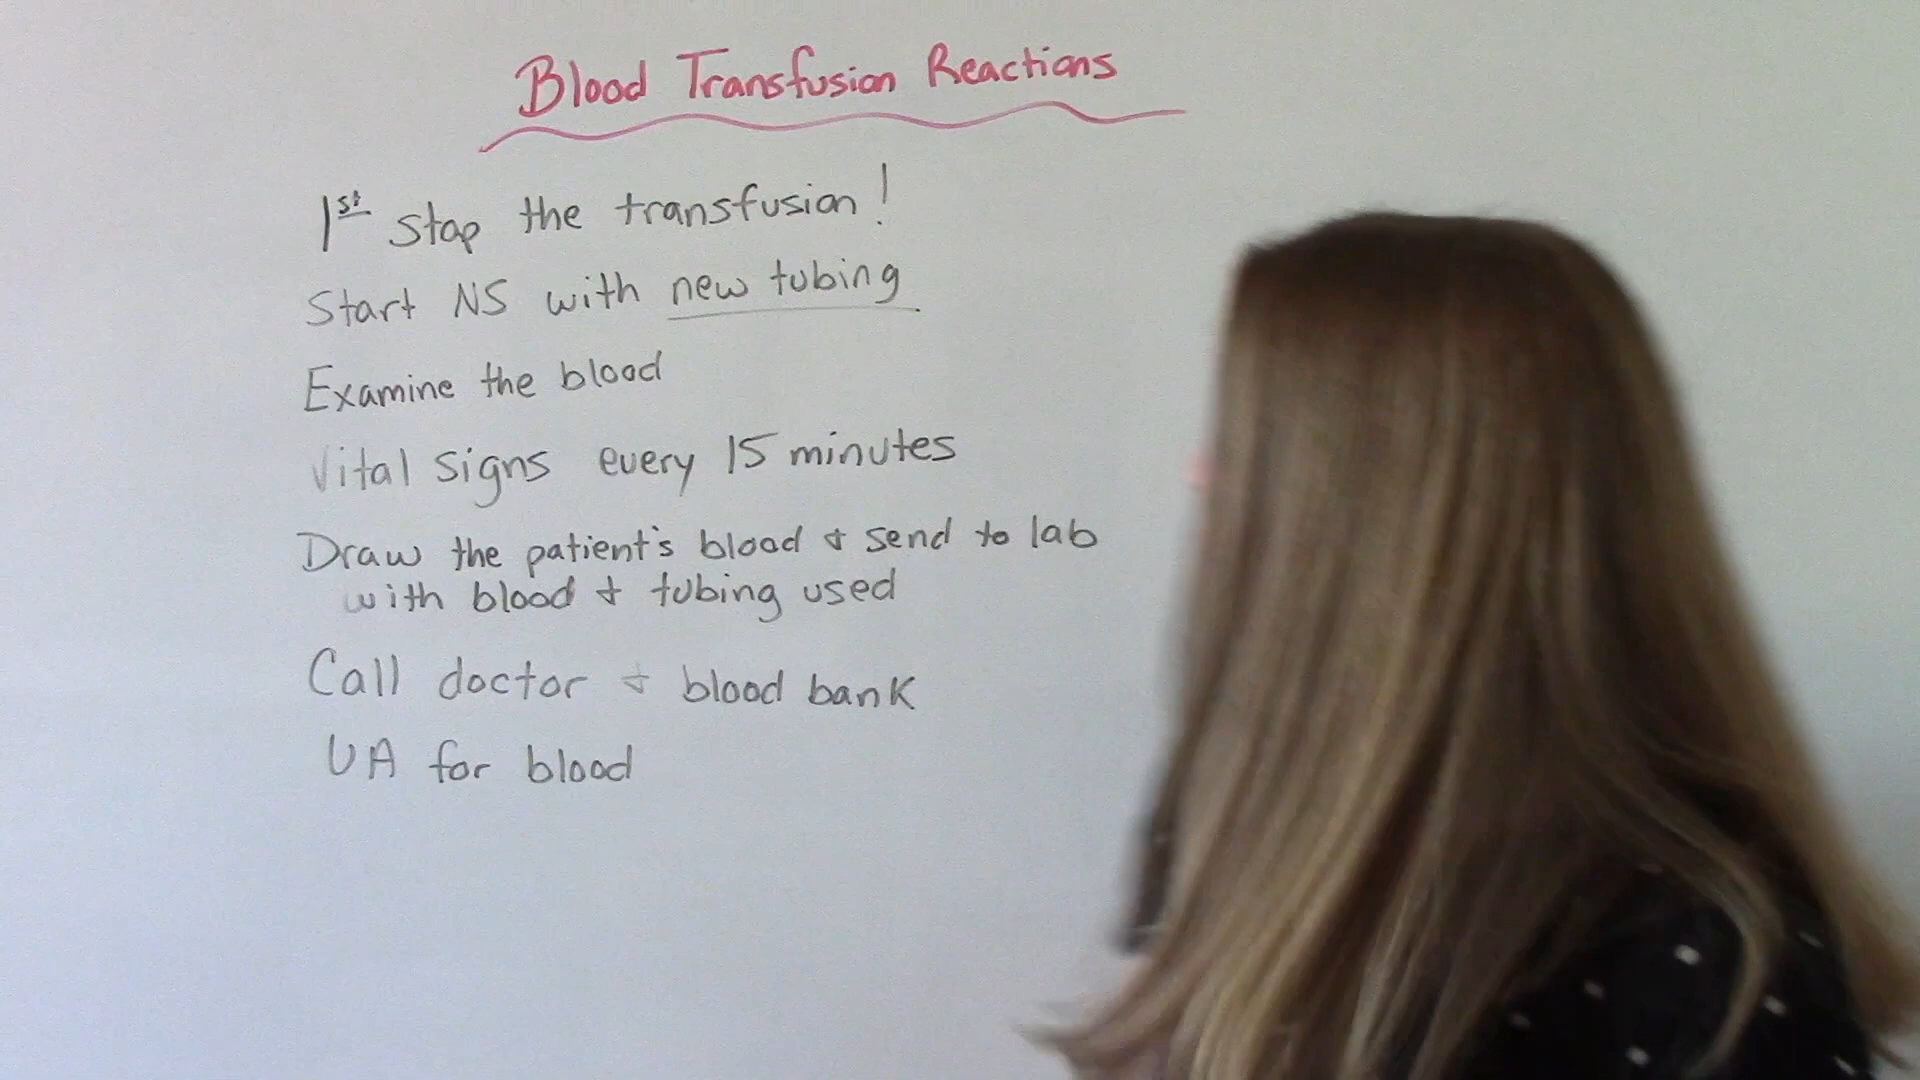 Blood Transfusion Reactions
1st Stop the transfusion!
Start NS with new tubing
Examine the blood
Vital signs every 15 minutes
Draw the patient's blood & send to lab
with blood & tubing used
Call doctor & blood bank
UA for blood